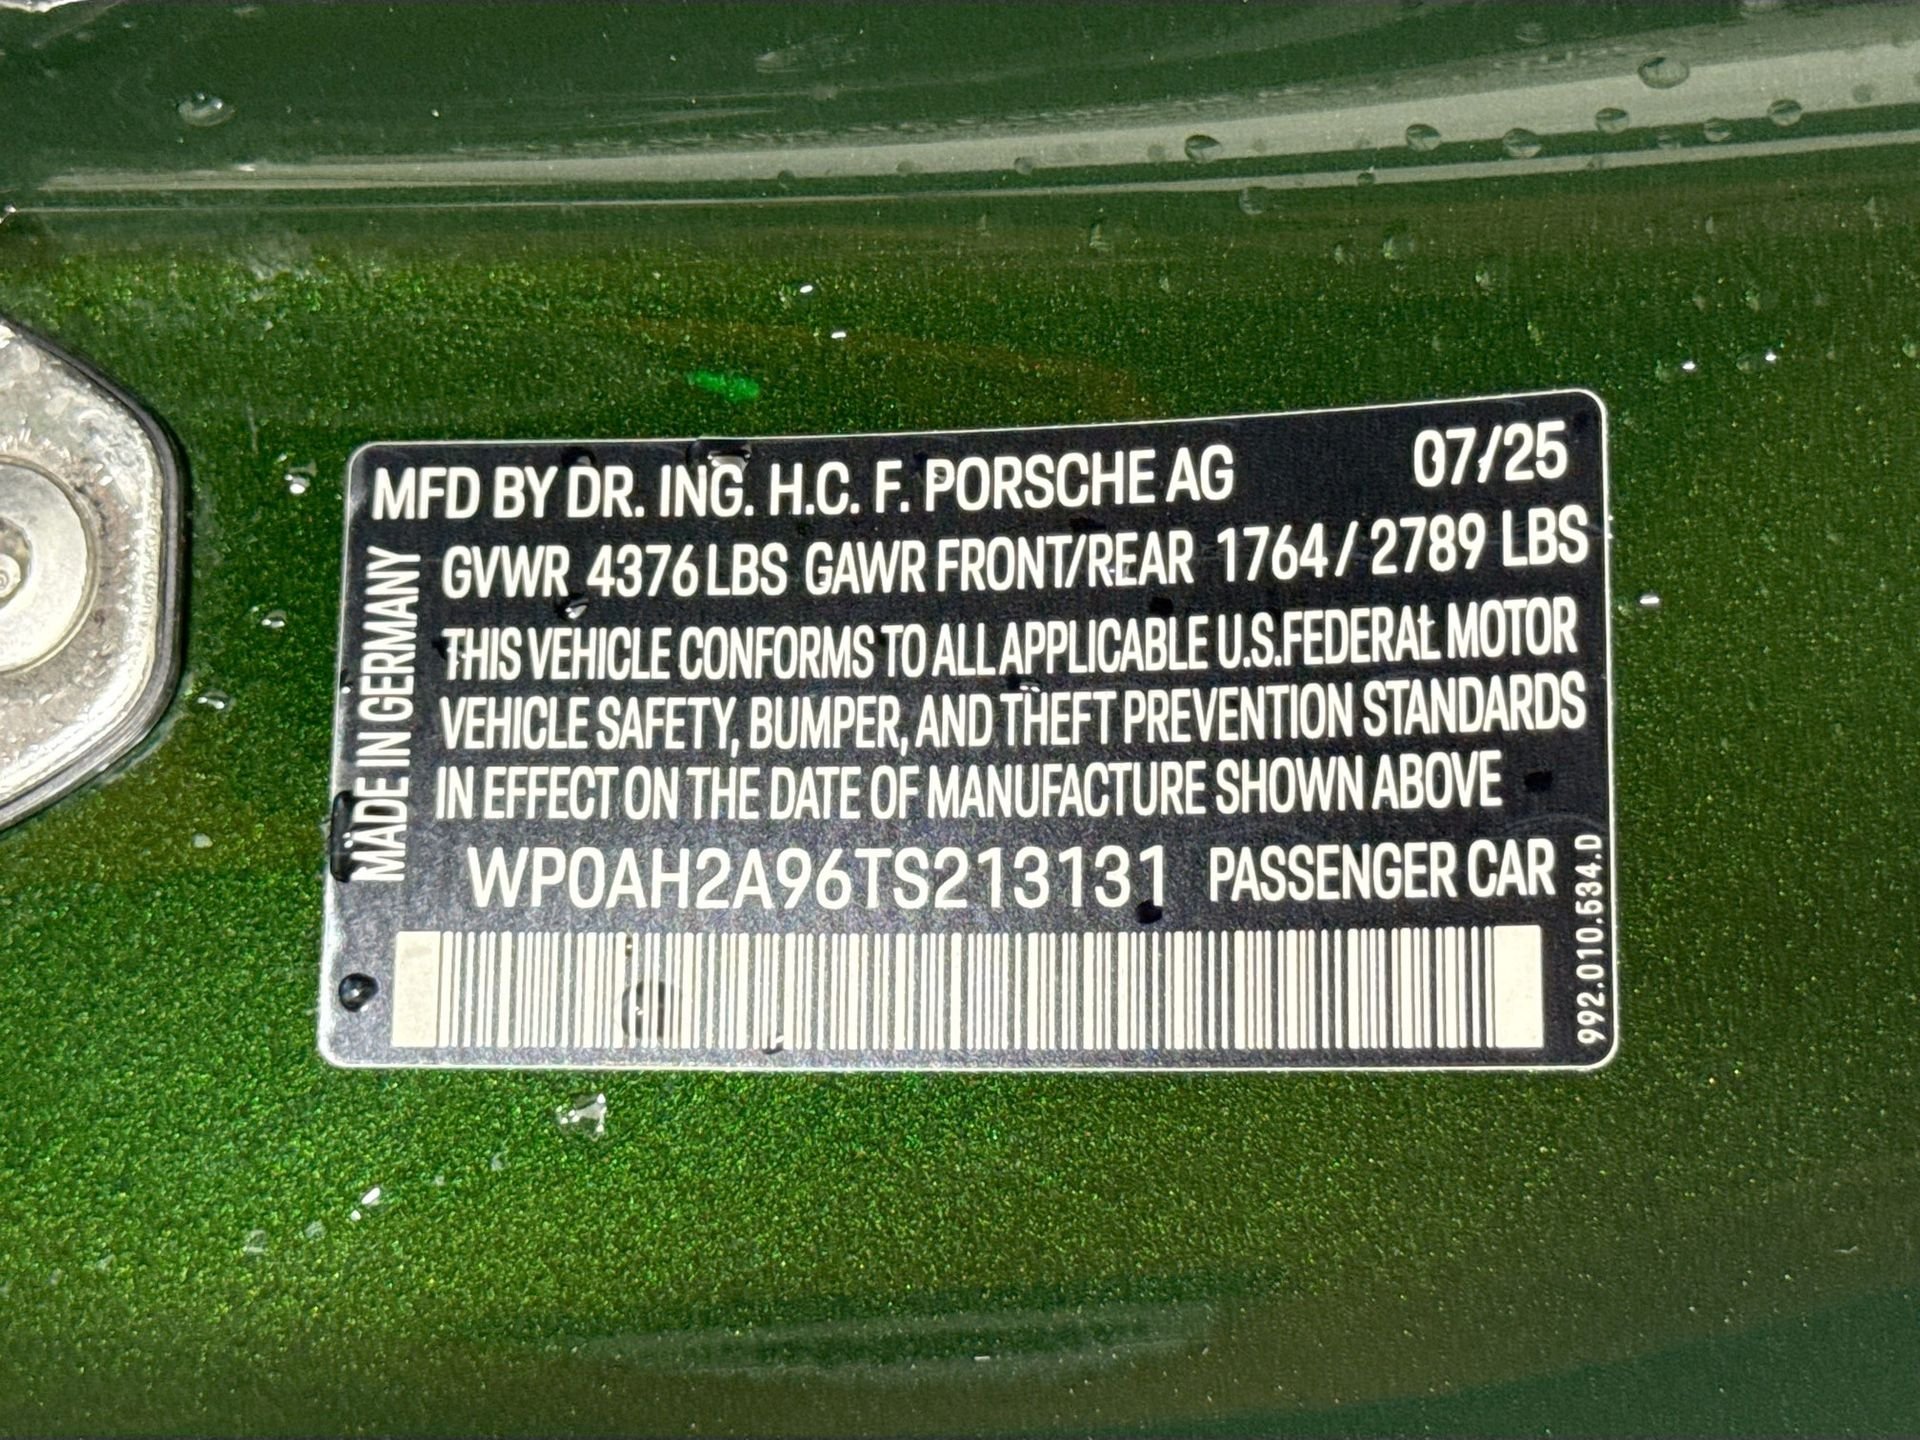 MFD BY DR. ING. H.C. F. PORSCHE AG 07/25
GVWR 4376 LBS GAWR FRONT/REAR 1764 / 2789 LBS
THIS VEHICLE CONFORMS TO ALL APPLICABLE U.S.FEDERAL MOTOR
VEHICLE SAFETY, BUMPER, AND THEFT PREVENTION STANDARDS
IN EFFECT ON THE DATE OF MANUFACTURE SHOWN ABOVE
WP0AH2A96TS213131 PASSENGER CAR
MADE IN GERMANY
992.010.534.D